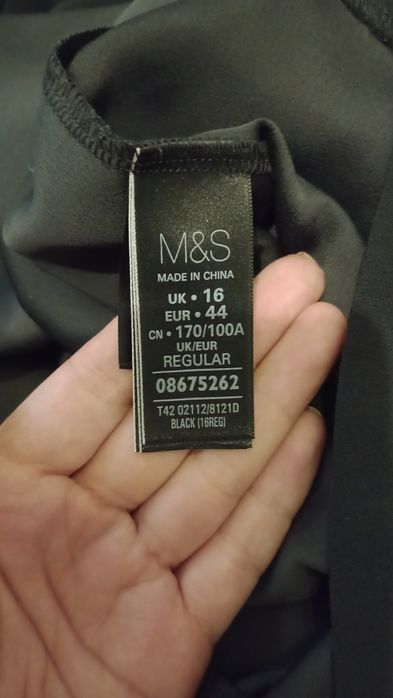 M&S
MADE IN CHINA
UK • 16
EUR • 44
CN • 170/100A
UK/EUR
REGULAR
08675262
T42 02112/8121D
BLACK (16REG)